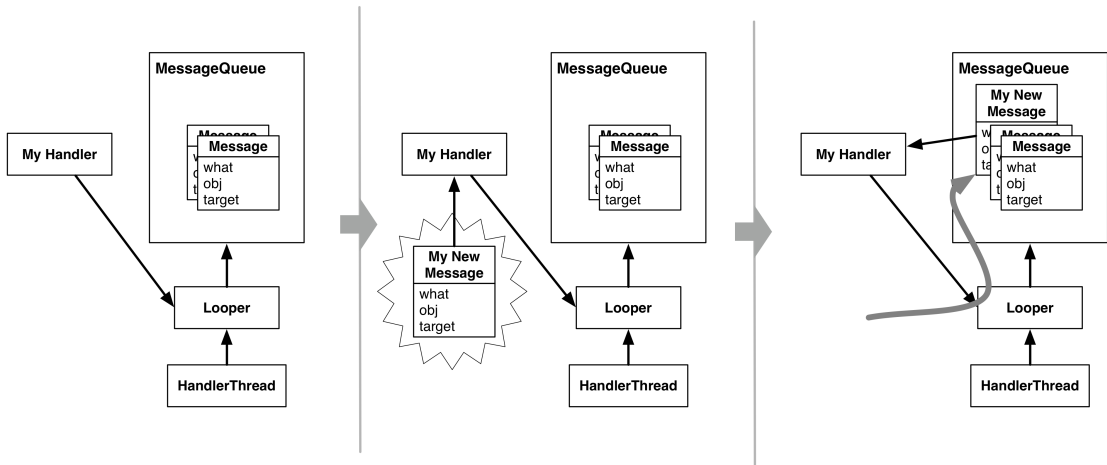 MessageQueue
Message
Message
what
obj
target
My Handler
Looper
HandlerThread
MessageQueue
Message
Message
what
obj
target
My Handler
My New
Message
what
obj
target
Looper
HandlerThread
MessageQueue
My New
Message
Message
Message
what
obj
target
My Handler
Looper
HandlerThread